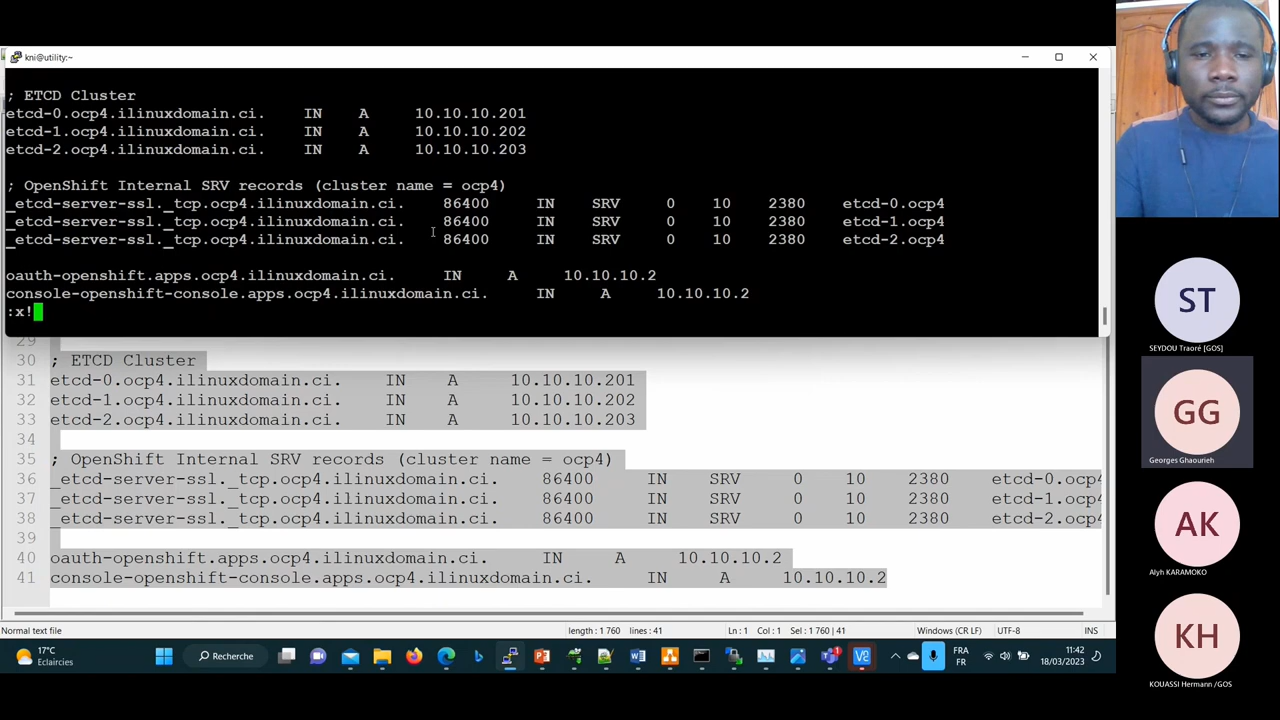 kni@utility:~
; ETCD Cluster
etcd-0.ocp4.ilinuxdomain.ci. IN A 10.10.10.201
etcd-1.ocp4.ilinuxdomain.ci. IN A 10.10.10.202
etcd-2.ocp4.ilinuxdomain.ci. IN A 10.10.10.203
; OpenShift Internal SRV records (cluster name = ocp4)
_etcd-server-ssl._tcp.ocp4.ilinuxdomain.ci. 86400 IN SRV 0 10 2380 etcd-0.ocp4
_etcd-server-ssl._tcp.ocp4.ilinuxdomain.ci. 86400 IN SRV 0 10 2380 etcd-1.ocp4
_etcd-server-ssl._tcp.ocp4.ilinuxdomain.ci. 86400 IN SRV 0 10 2380 etcd-2.ocp4
oauth-openshift.apps.ocp4.ilinuxdomain.ci. IN A 10.10.10.2
console-openshift-console.apps.ocp4.ilinuxdomain.ci. IN A 10.10.10.2
:x!
29
30 ; ETCD Cluster
31 etcd-0.ocp4.ilinuxdomain.ci. IN A 10.10.10.201
32 etcd-1.ocp4.ilinuxdomain.ci. IN A 10.10.10.202
33 etcd-2.ocp4.ilinuxdomain.ci. IN A 10.10.10.203
34
35 ; OpenShift Internal SRV records (cluster name = ocp4)
36 _etcd-server-ssl._tcp.ocp4.ilinuxdomain.ci. 86400 IN SRV 0 10 2380 etcd-0.ocp4
37 _etcd-server-ssl._tcp.ocp4.ilinuxdomain.ci. 86400 IN SRV 0 10 2380 etcd-1.ocp4
38 _etcd-server-ssl._tcp.ocp4.ilinuxdomain.ci. 86400 IN SRV 0 10 2380 etcd-2.ocp4
39
40 oauth-openshift.apps.ocp4.ilinuxdomain.ci. IN A 10.10.10.2
41 console-openshift-console.apps.ocp4.ilinuxdomain.ci. IN A 10.10.10.2
Normal text file length : 1 760 lines : 41 Ln : 1 Col : 1 Sel : 1 760 | 41 Windows (CR LF) UTF-8 INS
17°C
Eclaircies
Recherche
FRA
FR
11:42
18/03/2023
ST
SEYDOU Traoré [GOS]
GG
Georges Ghaourieh
AK
Alyh KARAMOKO
KH
KOUASSI Hermann /GOS